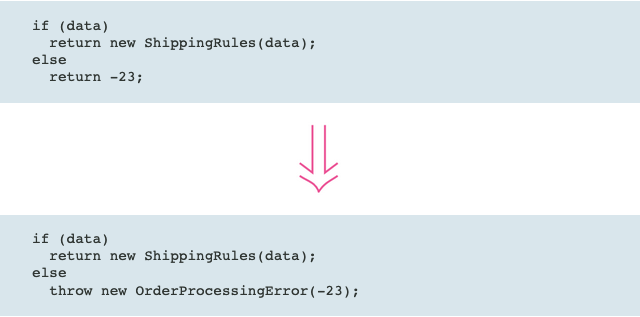 if (data)
  return new ShippingRules(data);
else
  return -23;
if (data)
  return new ShippingRules(data);
else
  throw new OrderProcessingError(-23);